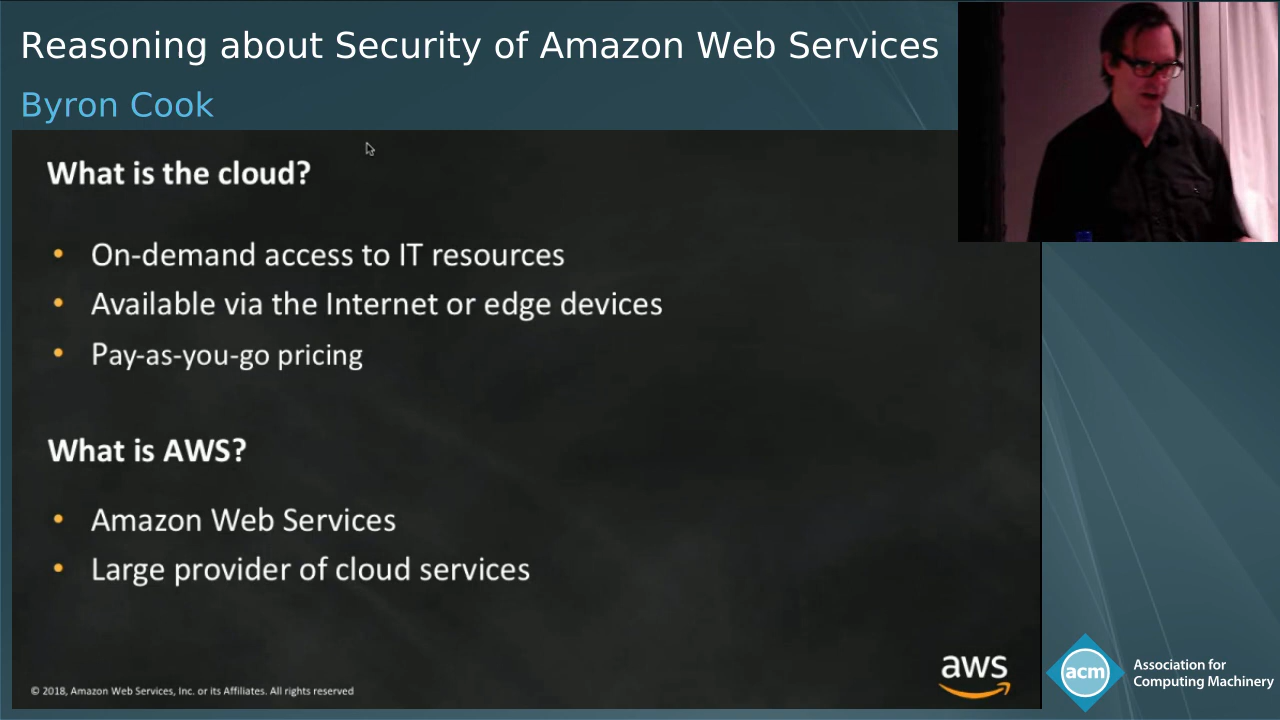 Reasoning about Security of Amazon Web Services
Byron Cook
What is the cloud?
• On-demand access to IT resources
• Available via the Internet or edge devices
• Pay-as-you-go pricing
What is AWS?
• Amazon Web Services
• Large provider of cloud services
© 2018, Amazon Web Services, Inc. or its Affiliates. All rights reserved
aws
acm
Association for
Computing Machinery